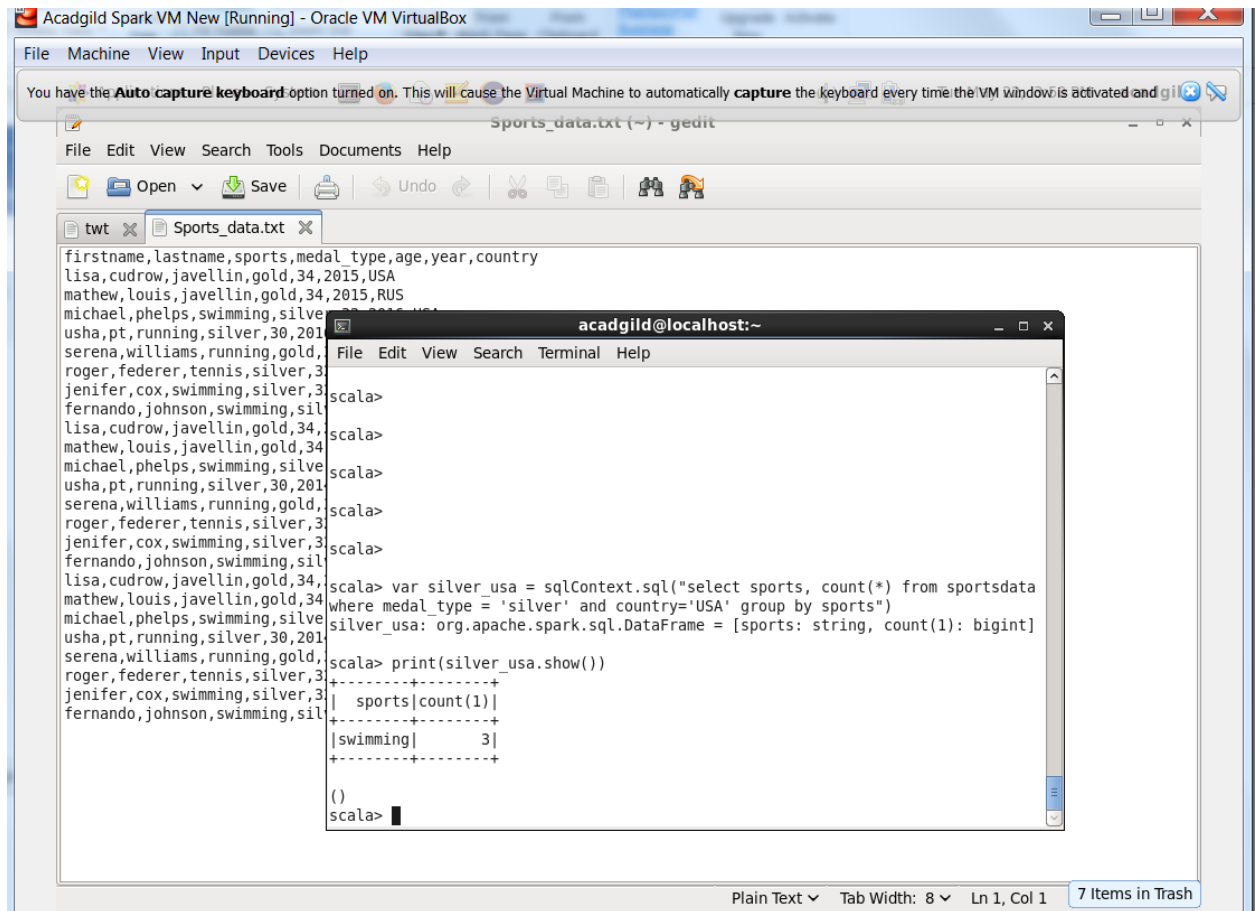 Acadgild Spark VM New [Running] - Oracle VM VirtualBox
File Machine View Input Devices Help
You have the Auto capture keyboard option turned on. This will cause the Virtual Machine to automatically capture the keyboard every time the VM window is activated and
Sports_data.txt (~) - gedit
File Edit View Search Tools Documents Help
Open Save Undo
twt Sports_data.txt
firstname,lastname,sports,medal_type,age,year,country
lisa,cudrow,javellin,gold,34,2015,USA
mathew,louis,javellin,gold,34,2015,RUS
michael,phelps,swimming,silve
usha,pt,running,silver,30,201
serena,williams,running,gold,
roger,federer,tennis,silver,3
jenifer,cox,swimming,silver,3
fernando,johnson,swimming,sil
lisa,cudrow,javellin,gold,34,
mathew,louis,javellin,gold,34
michael,phelps,swimming,silve
usha,pt,running,silver,30,201
serena,williams,running,gold,
roger,federer,tennis,silver,3
jenifer,cox,swimming,silver,3
fernando,johnson,swimming,sil
lisa,cudrow,javellin,gold,34,
mathew,louis,javellin,gold,34
michael,phelps,swimming,silve
usha,pt,running,silver,30,201
serena,williams,running,gold,
roger,federer,tennis,silver,3
jenifer,cox,swimming,silver,3
fernando,johnson,swimming,sil
acadgild@localhost:~
File Edit View Search Terminal Help
scala>
scala>
scala>
scala>
scala>
scala> var silver_usa = sqlContext.sql("select sports, count(*) from sportsdata
where medal_type = 'silver' and country='USA' group by sports")
silver_usa: org.apache.spark.sql.DataFrame = [sports: string, count(1): bigint]
scala> print(silver_usa.show())
+--------+--------+
|  sports|count(1)|
+--------+--------+
|swimming|       3|
+--------+--------+
()
scala>
Plain Text Tab Width: 8 Ln 1, Col 1
7 Items in Trash